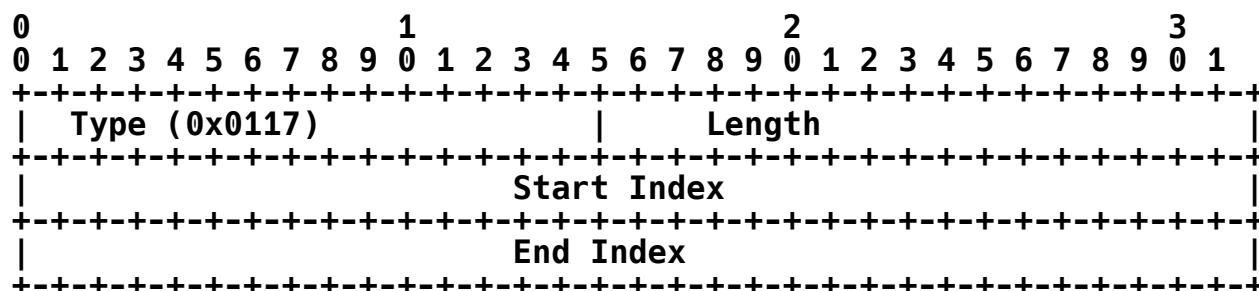 0                   1                   2                   3
0 1 2 3 4 5 6 7 8 9 0 1 2 3 4 5 6 7 8 9 0 1 2 3 4 5 6 7 8 9 0 1
+-+-+-+-+-+-+-+-+-+-+-+-+-+-+-+-+-+-+-+-+-+-+-+-+-+-+-+-+-+-+-+-+
|  Type (0x0117)              |     Length                      |
+-+-+-+-+-+-+-+-+-+-+-+-+-+-+-+-+-+-+-+-+-+-+-+-+-+-+-+-+-+-+-+-+
|                         Start Index                           |
+-+-+-+-+-+-+-+-+-+-+-+-+-+-+-+-+-+-+-+-+-+-+-+-+-+-+-+-+-+-+-+-+
|                         End Index                             |
+-+-+-+-+-+-+-+-+-+-+-+-+-+-+-+-+-+-+-+-+-+-+-+-+-+-+-+-+-+-+-+-+